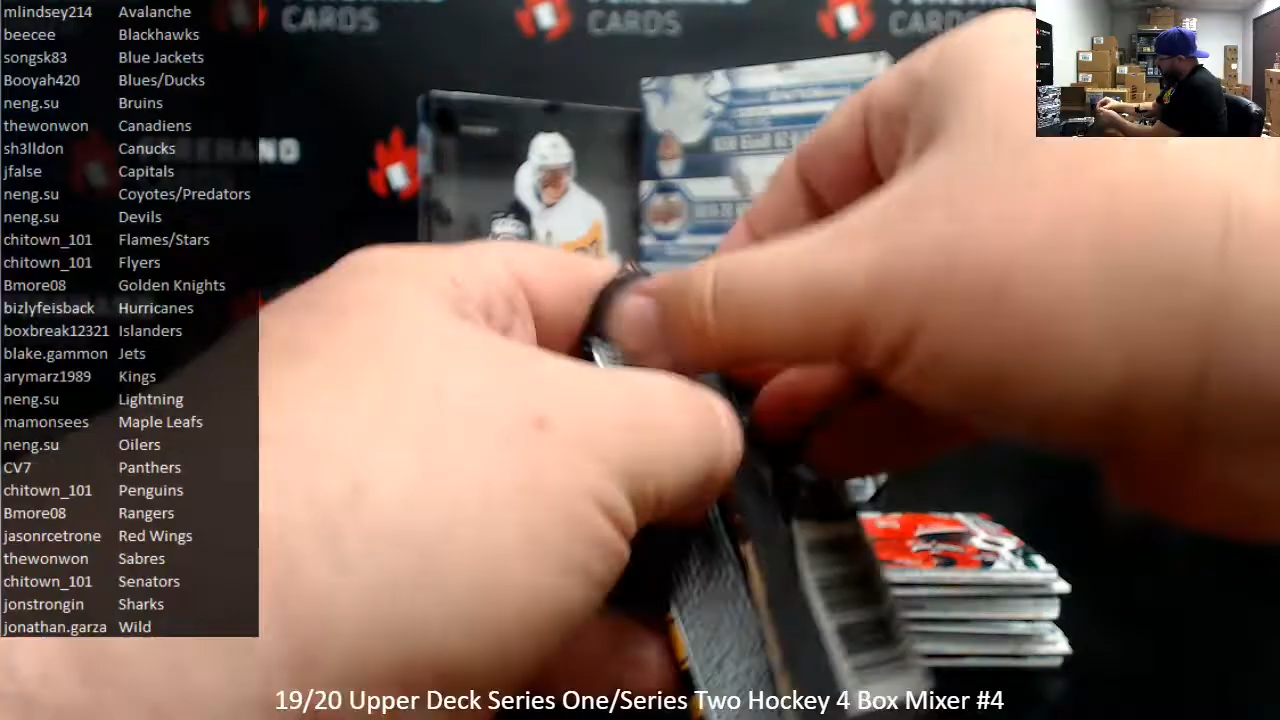 mlindsey214 Avalanche
beecee Blackhawks
songsk83 Blue Jackets
Booyah420 Blues/Ducks
neng.su Bruins
thewonwon Canadiens
sh3lldon Canucks
jfalse Capitals
neng.su Coyotes/Predators
neng.su Devils
chitown_101 Flames/Stars
chitown_101 Flyers
Bmore08 Golden Knights
bizlyfeisback Hurricanes
boxbreak12321 Islanders
blake.gammon Jets
arymarz1989 Kings
neng.su Lightning
mamonsees Maple Leafs
neng.su Oilers
CV7 Panthers
chitown_101 Penguins
Bmore08 Rangers
jasonrcetrone Red Wings
thewonwon Sabres
chitown_101 Senators
jonstrongin Sharks
jonathan.garza Wild
CARDS
CARDS
CARDS
19/20 Upper Deck Series One/Series Two Hockey 4 Box Mixer #4